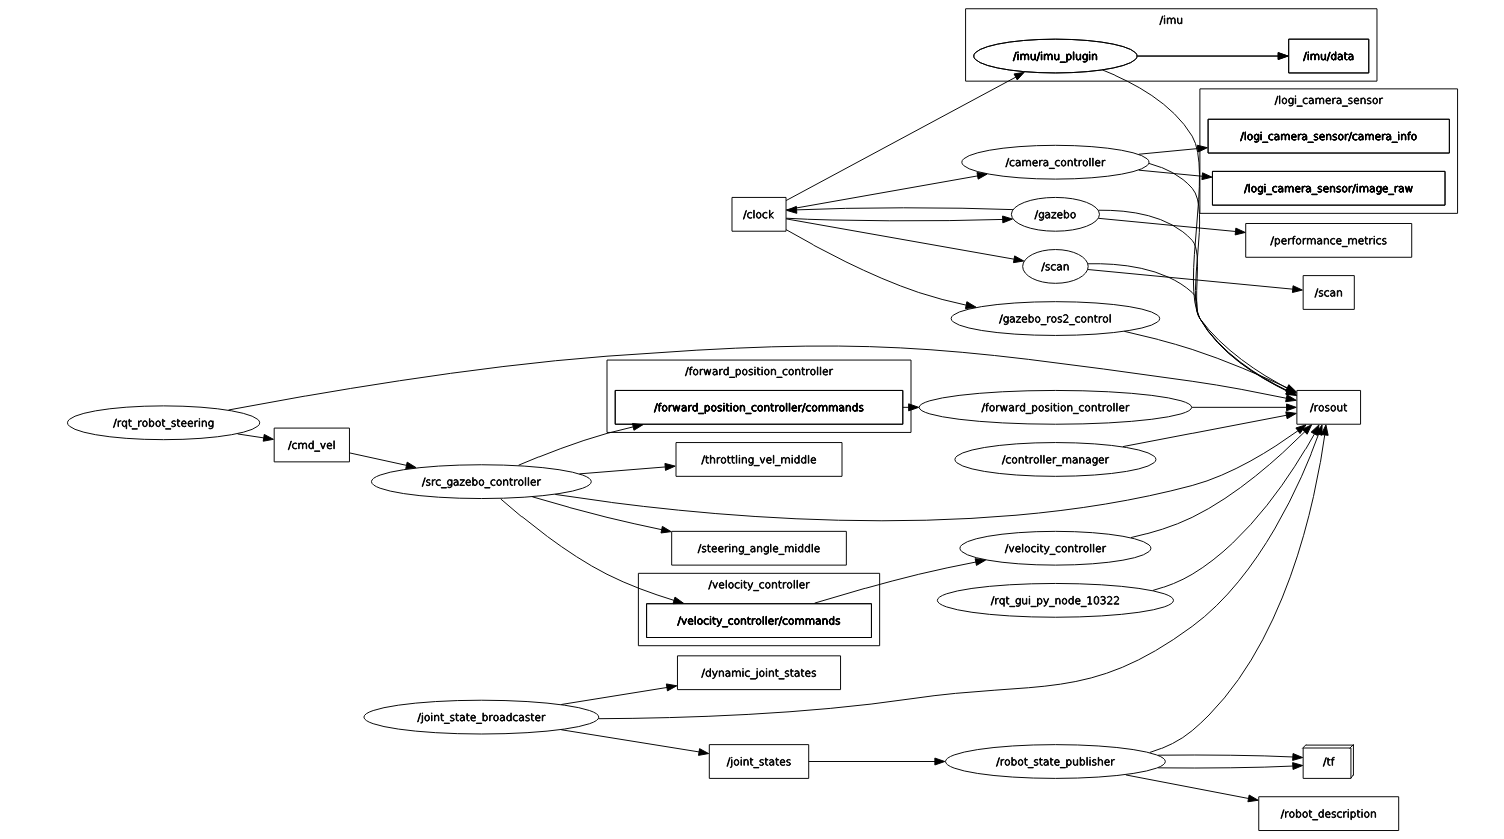 /imu
/imu/imu_plugin
/imu/data
/logi_camera_sensor
/logi_camera_sensor/camera_info
/camera_controller
/logi_camera_sensor/image_raw
/clock
/gazebo
/performance_metrics
/scan
/scan
/gazebo_ros2_control
/forward_position_controller
/forward_position_controller/commands
/forward_position_controller
/rosout
/rqt_robot_steering
/cmd_vel
/throttling_vel_middle
/controller_manager
/src_gazebo_controller
/steering_angle_middle
/velocity_controller
/velocity_controller
/velocity_controller/commands
/rqt_gui_py_node_10322
/dynamic_joint_states
/joint_state_broadcaster
/joint_states
/robot_state_publisher
/tf
/robot_description